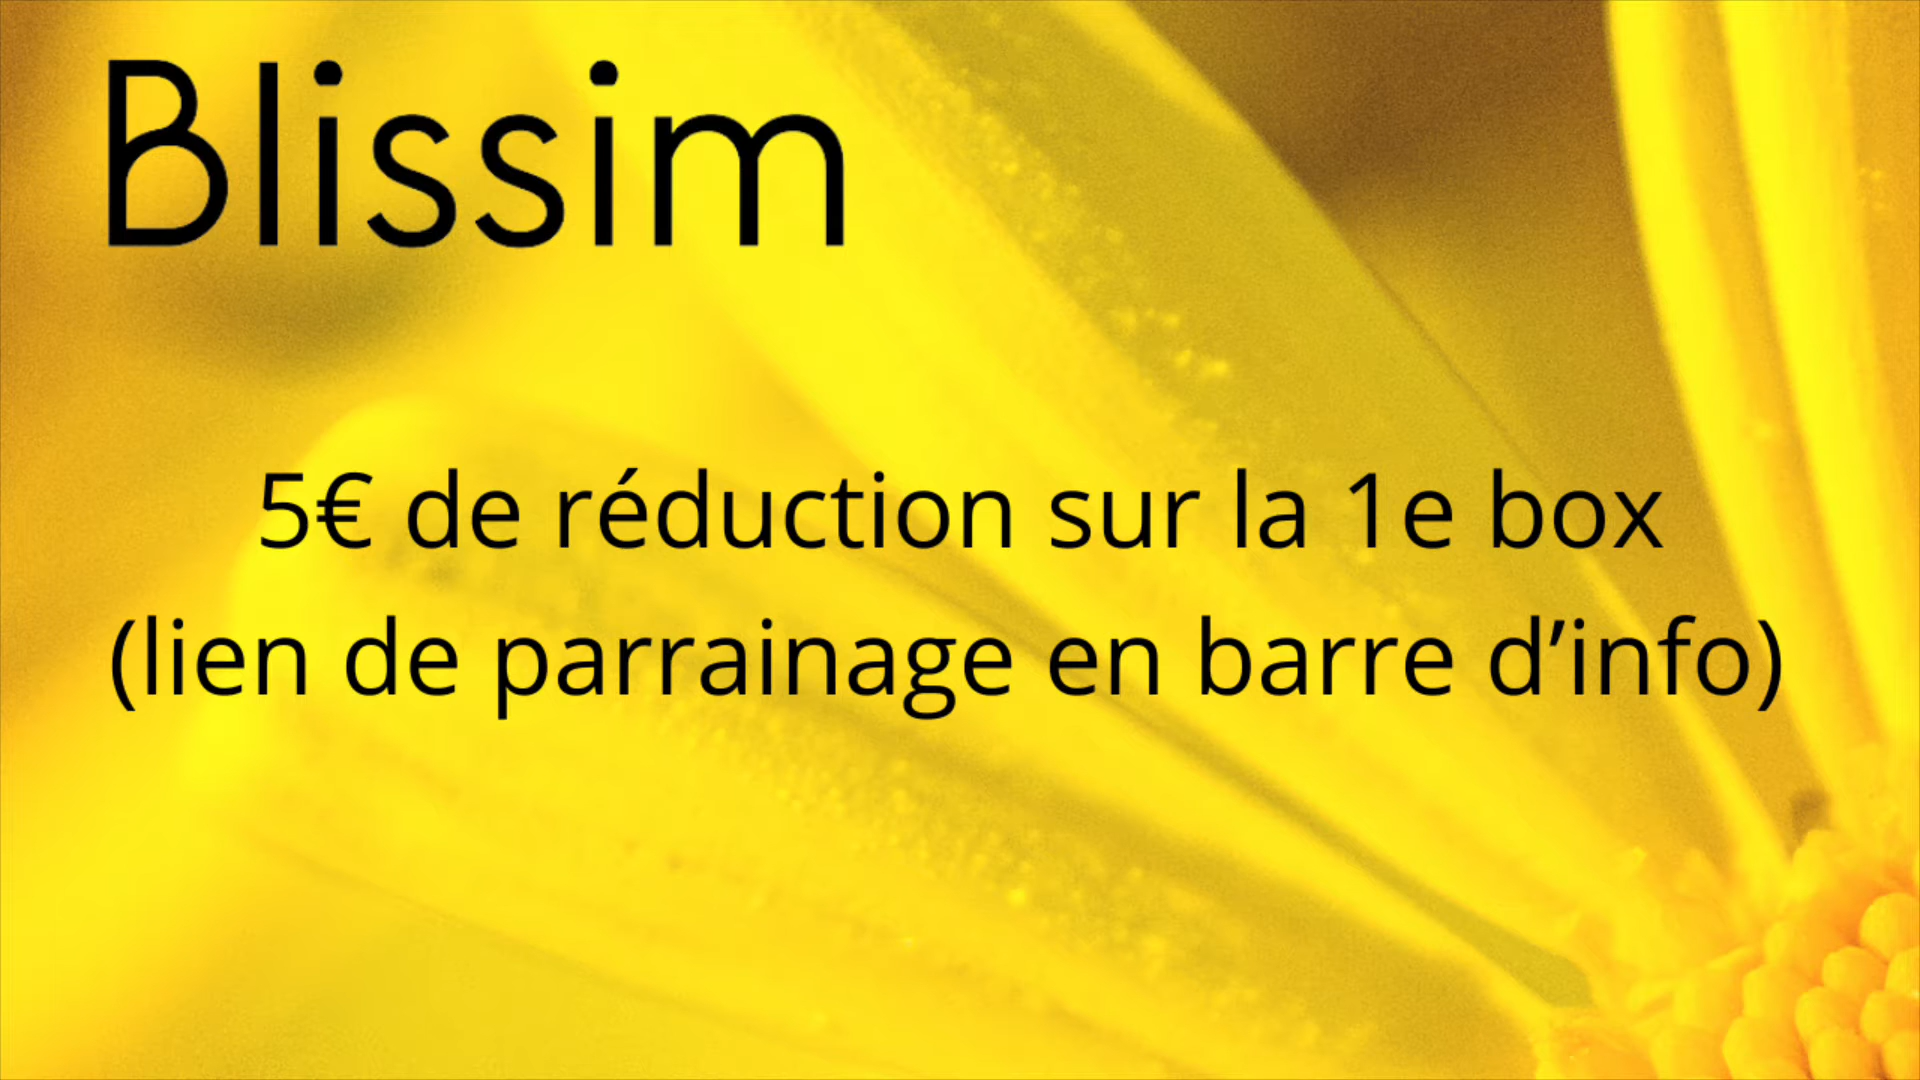 Blissim
5€ de réduction sur la 1e box
(lien de parrainage en barre d’info)